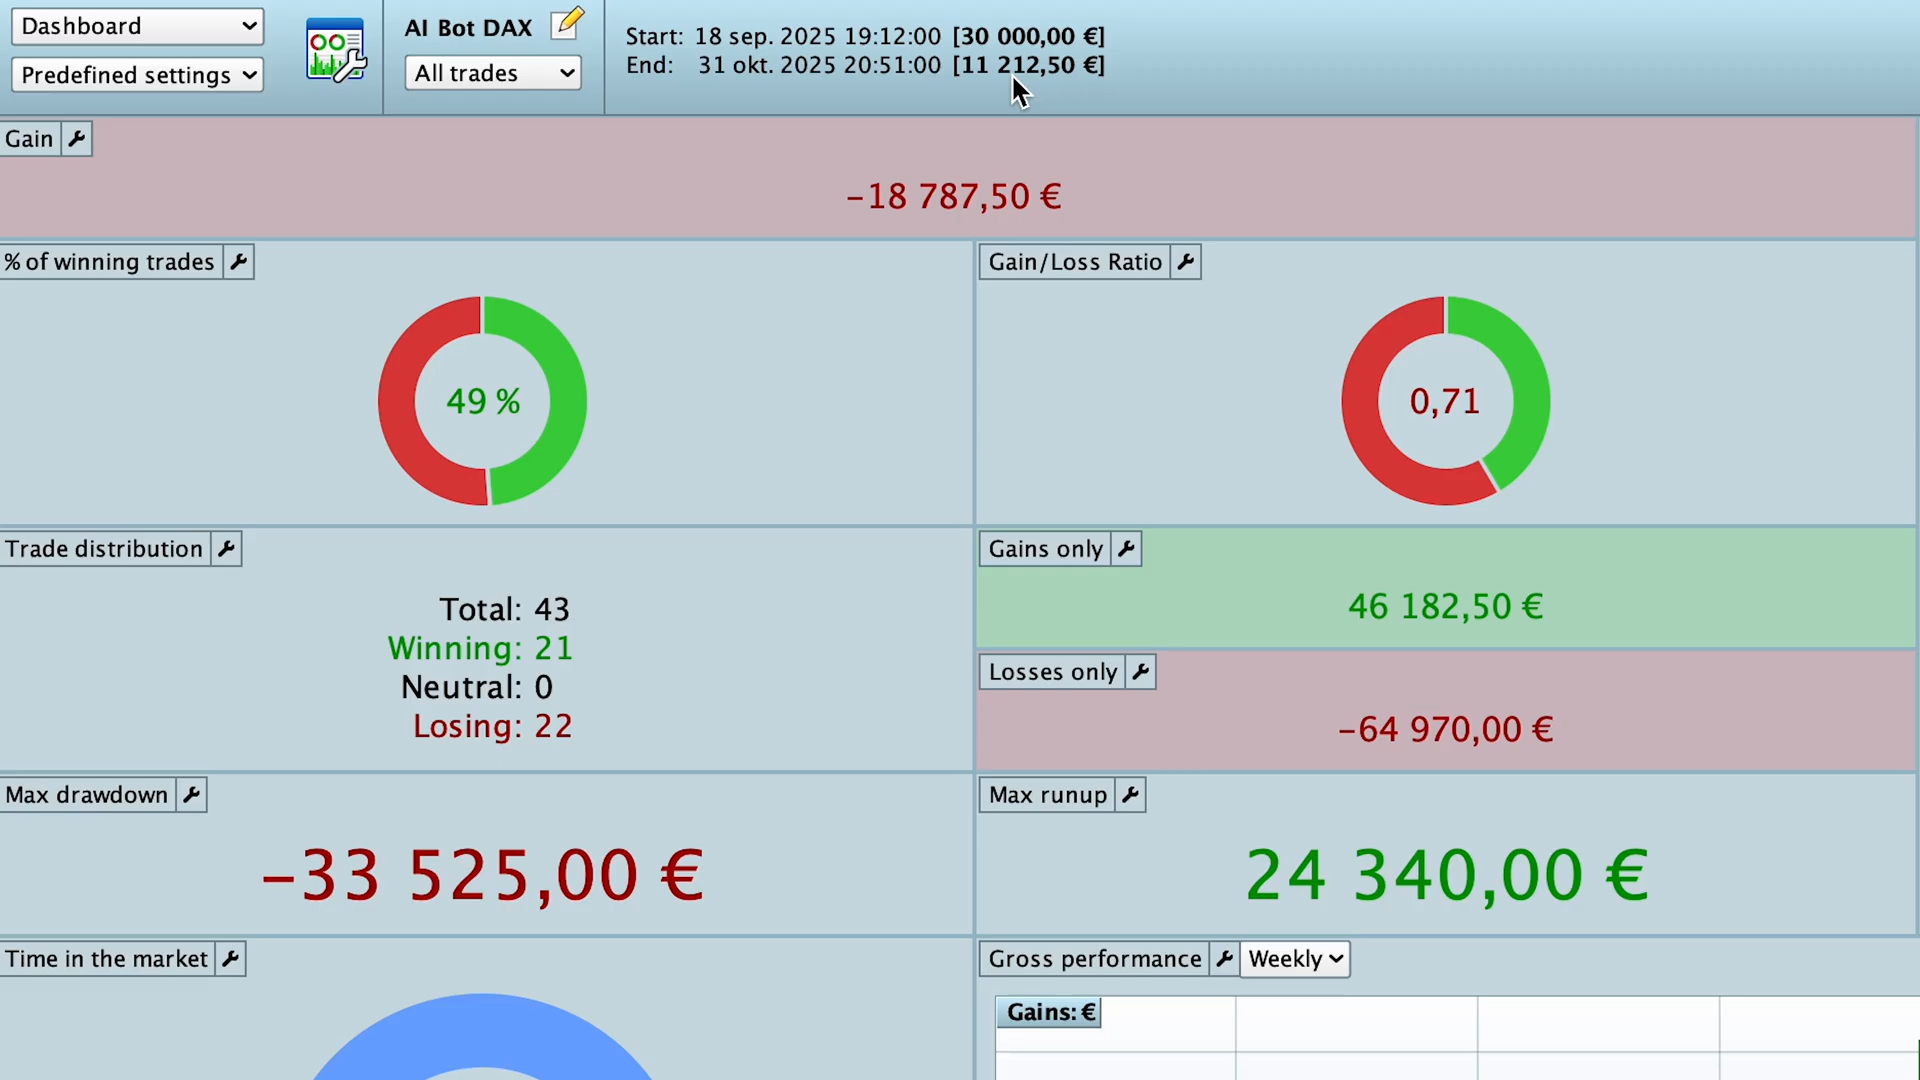 Dashboard
Predefined settings
AI Bot DAX
All trades
Start: 18 sep. 2025 19:12:00 [30 000,00 €]
End: 31 okt. 2025 20:51:00 [11 212,50 €]
Gain
-18 787,50 €
% of winning trades
49 %
Gain/Loss Ratio
0,71
Trade distribution
Total: 43
Winning: 21
Neutral: 0
Losing: 22
Gains only
46 182,50 €
Losses only
-64 970,00 €
Max drawdown
-33 525,00 €
Max runup
24 340,00 €
Time in the market
Gross performance
Weekly
Gains: €